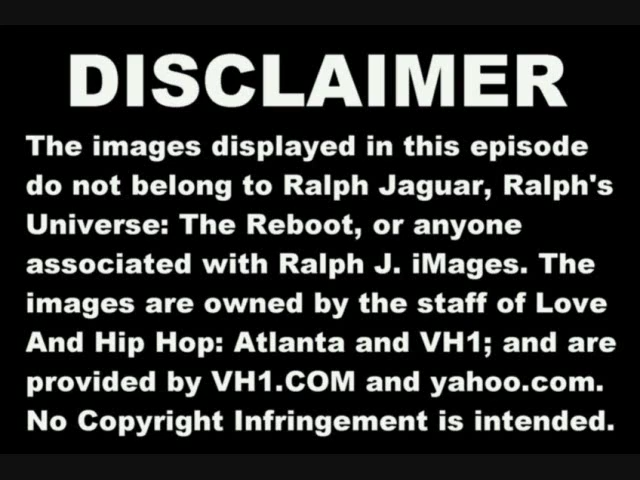 DISCLAIMER
The images displayed in this episode
do not belong to Ralph Jaguar, Ralph's
Universe: The Reboot, or anyone
associated with Ralph J. iMages. The
images are owned by the staff of Love
And Hip Hop: Atlanta and VH1; and are
provided by VH1.COM and yahoo.com.
No Copyright Infringement is intended.